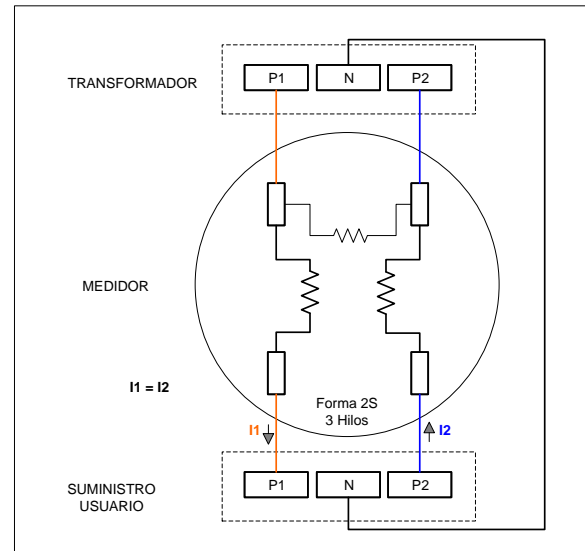 TRANSFORMADOR
P1
N
P2
MEDIDOR
I1 = I2
Forma 2S
3 Hilos
I1
I2
SUMINISTRO
USUARIO
P1
N
P2